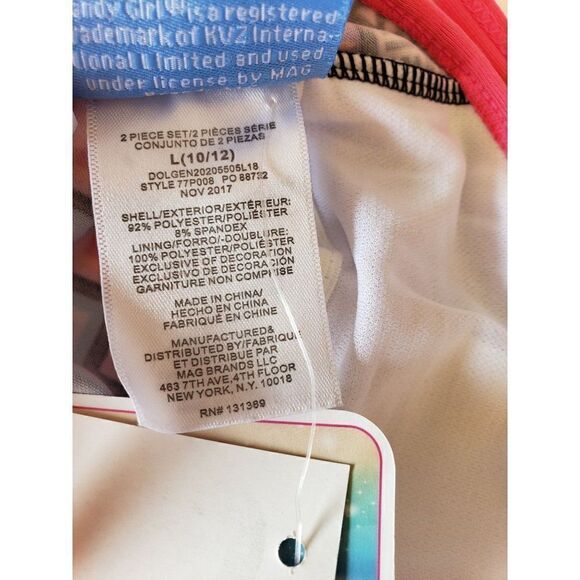 Girl® is a registered
trademark of KVZ Interna-
tional Limited and used
under license by MAG
2 PIECE SET/2 PIÈCES SÉRIE
CONJUNTO DE 2 PIEZAS
L(10/12)
DOLGEN20205505L18
STYLE 77P008 PO 88732
NOV 2017
SHELL/EXTERIOR/EXTÉRIEUR:
92% POLYESTER/POLIÉSTER
8% SPANDEX
LINING/FORRO/-DOUBLURE:
100% POLYESTER/POLIÉSTER
EXCLUSIVE OF DECORATION
EXCLUSIVO DE DECORACIÓN
GARNITURE NON COMPRISE
MADE IN CHINA/
HECHO EN CHINA/
FABRIQUÉ EN CHINE
MANUFACTURED&
DISTRIBUTED BY/FABRIQU
ET DISTRIBUE PAR
MAG BRANDS LLC
463 7TH AVE,4TH FLOOR
NEW YORK, N.Y. 10018
RN# 131389